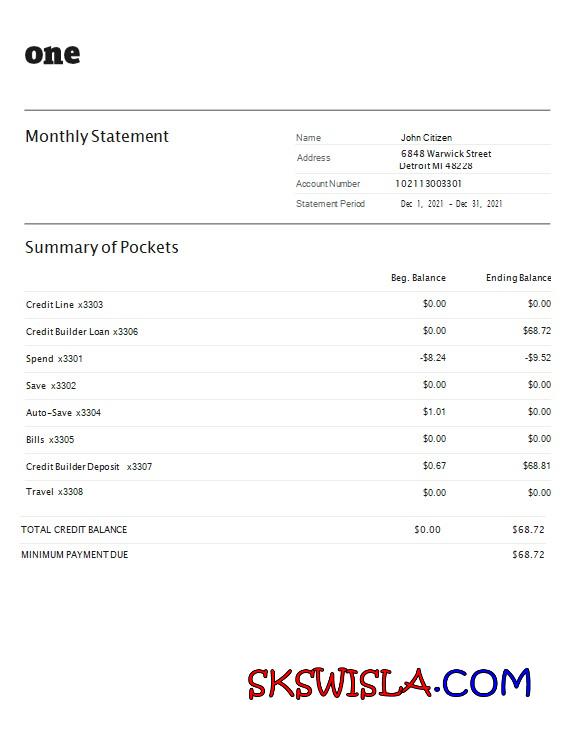 one
Monthly Statement
Name John Citizen
Address 6848 Warwick Street
Detroit MI 48228
Account Number 102113003301
Statement Period Dec 1, 2021 - Dec 31, 2021
Summary of Pockets
Beg. Balance Ending Balance
Credit Line x3303 $0.00 $0.00
Credit Builder Loan x3306 $0.00 $68.72
Spend x3301 -$8.24 -$9.52
Save x3302 $0.00 $0.00
Auto-Save x3304 $1.01 $0.00
Bills x3305 $0.00 $0.00
Credit Builder Deposit x3307 $0.67 $68.81
Travel x3308 $0.00 $0.00
TOTAL CREDIT BALANCE $0.00 $68.72
MINIMUM PAYMENT DUE $68.72
SKSWISLA.COM